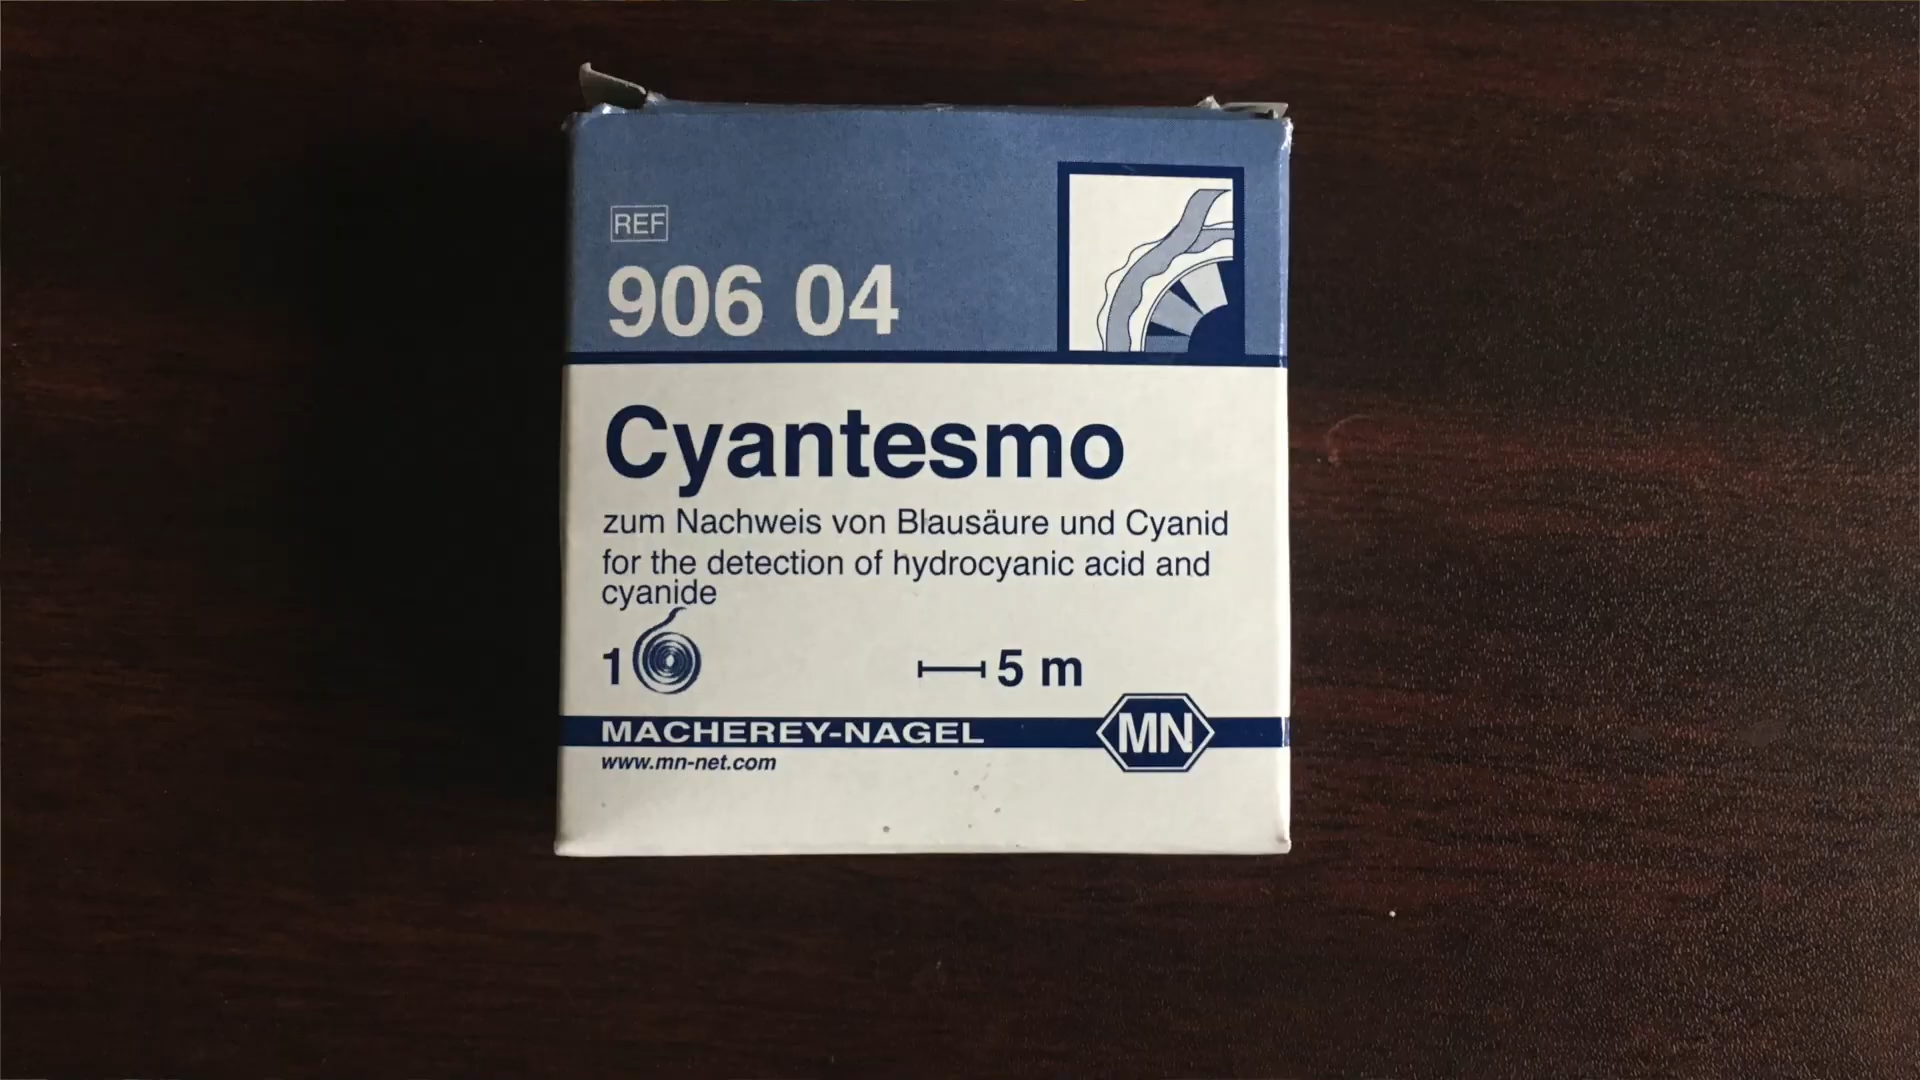 REF
906 04
Cyantesmo
zum Nachweis von Blausäure und Cyanid
for the detection of hydrocyanic acid and
cyanide
1 5 m
MACHEREY-NAGEL MN
www.mn-net.com